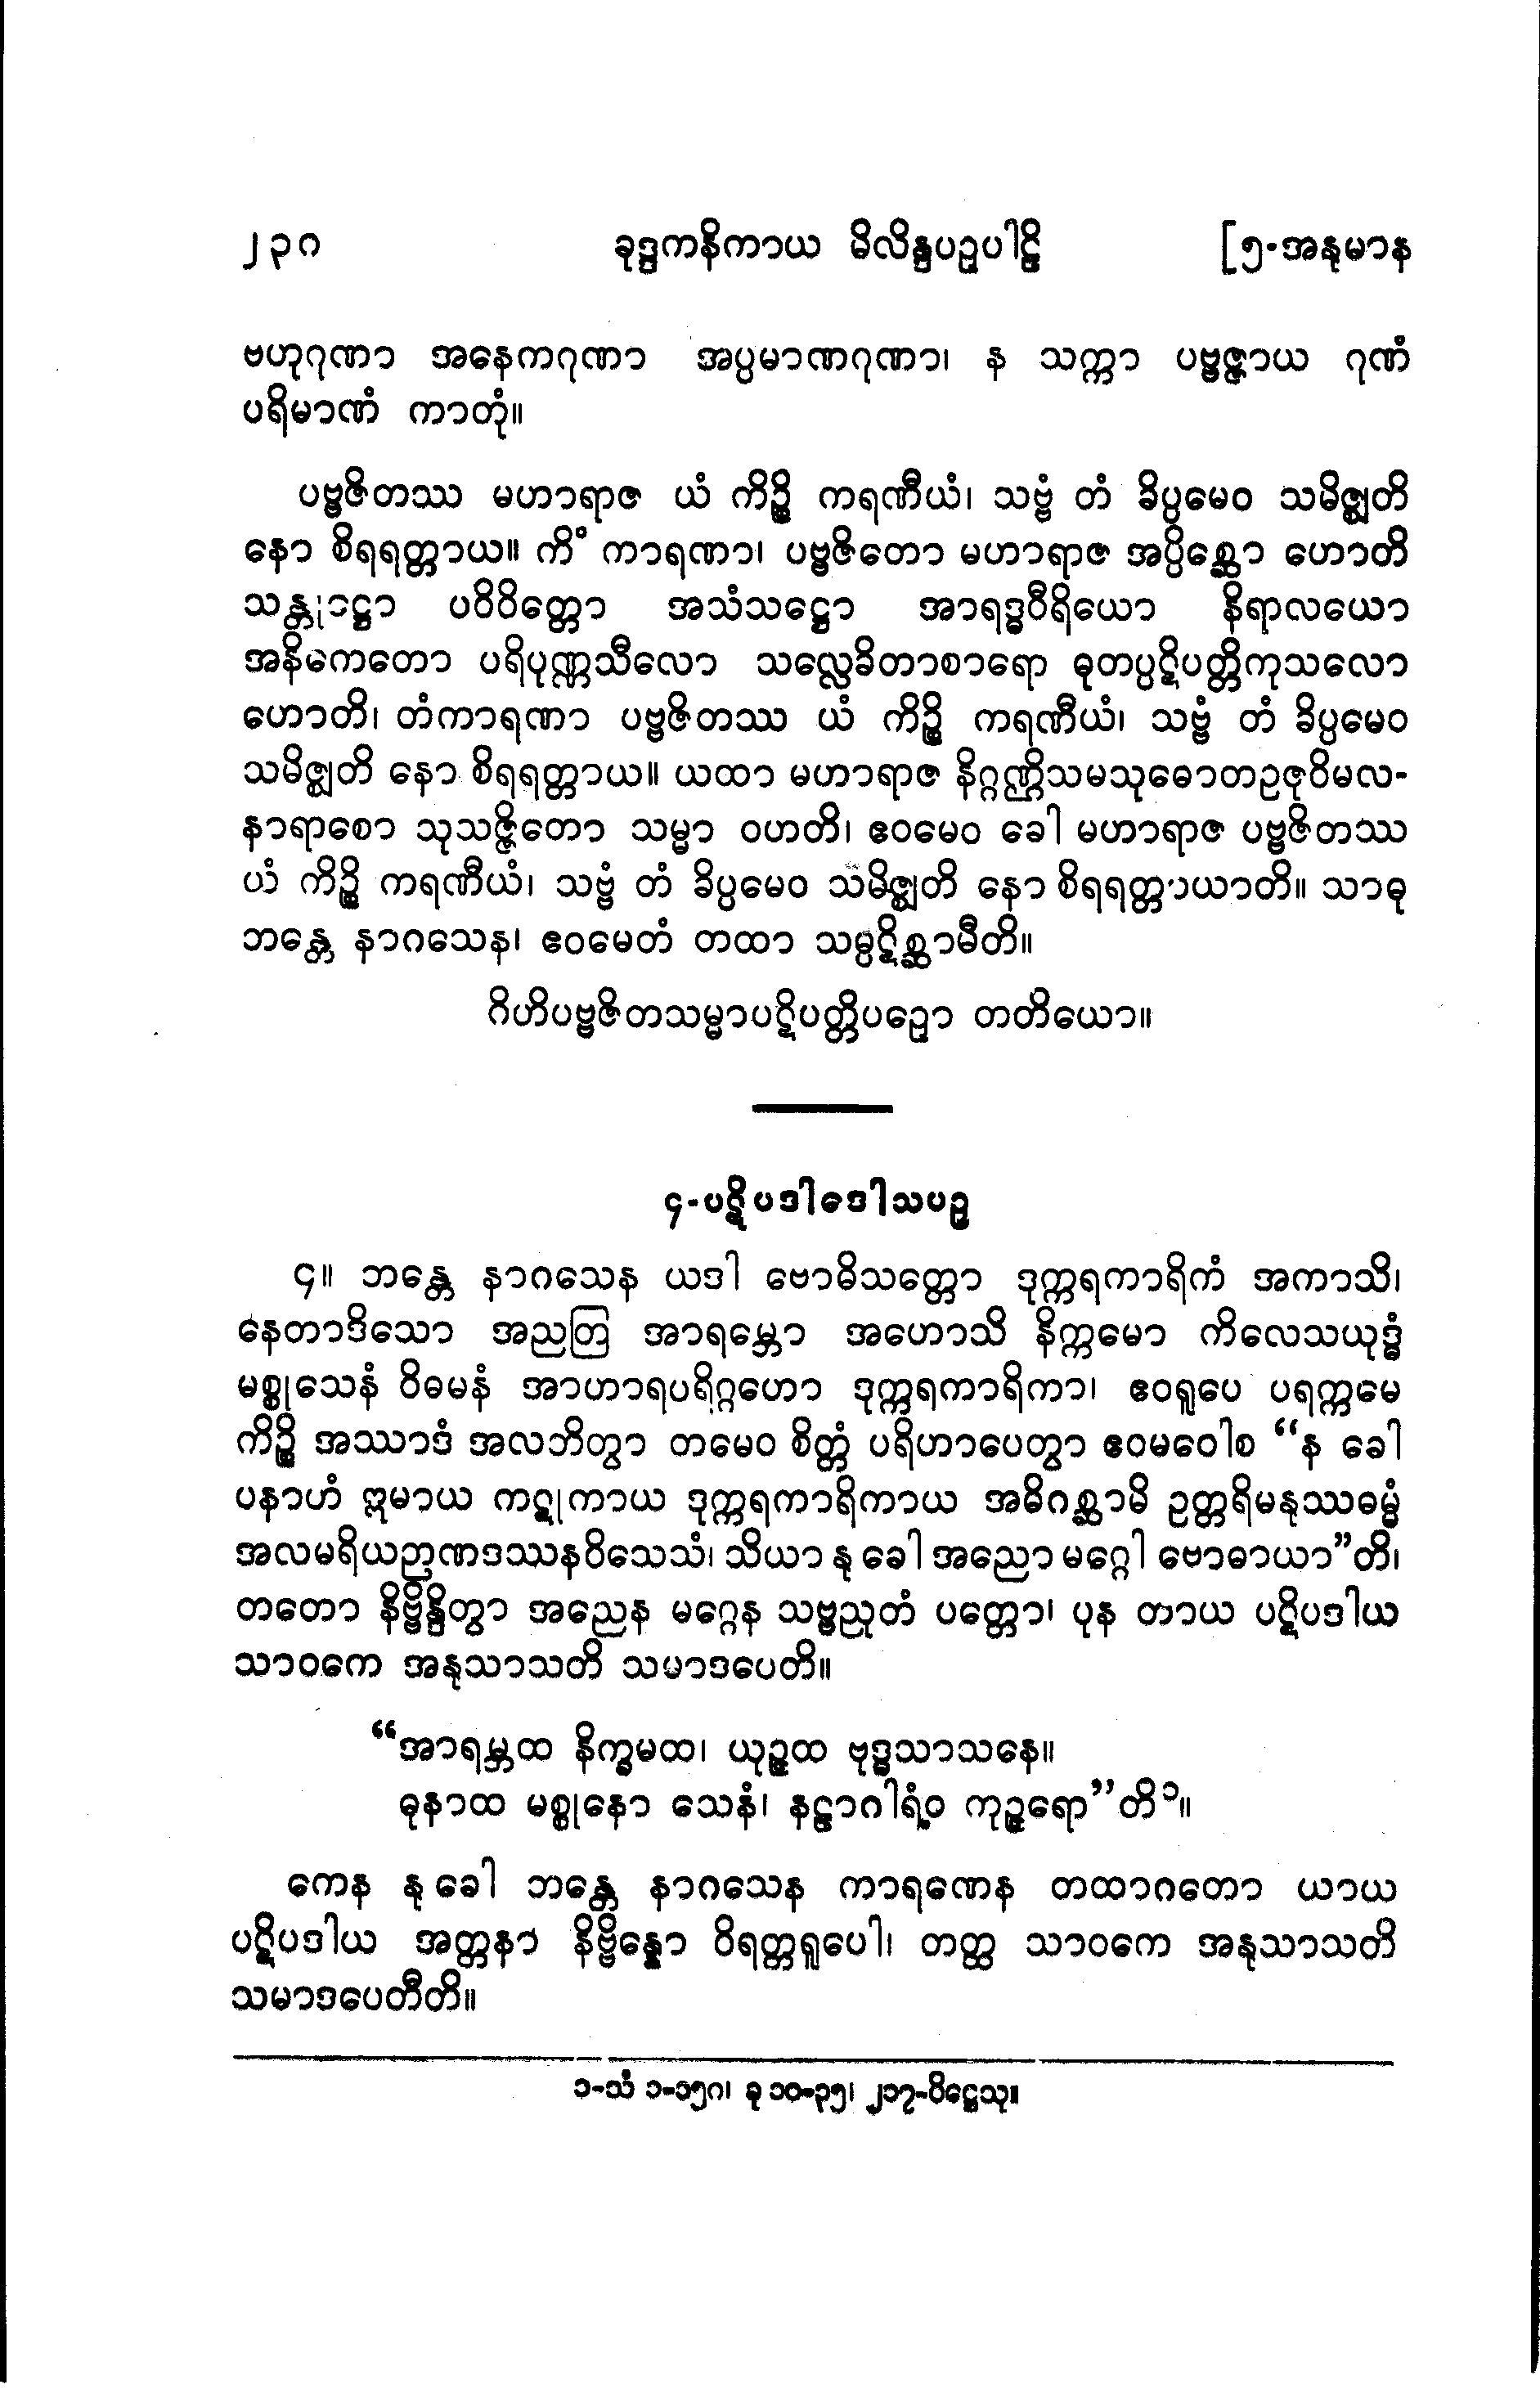 ၂၃ဂ ခုဒ္ဒကနိကာယ မိလိန္ဒပဉှပါဠိ [၅-အနုမာန
ဗဟုဂုဏာ အနေကဂုဏာ အပ္ပမာဏဂုဏာ၊ န သက္ကာ ပဗ္ဗဇ္ဇာယ ဂုဏံ
ပရိမာဏံ ကာတုံ။
ပဗ္ဗဇိတဿ မဟာရာဇ ယံ ကိဉ္စိ ကရဏီယံ၊ သဗ္ဗံ တံ ခိပ္ပမေဝ သမိဇ္ဈတိ
နော စိရရတ္တာယ။ ကိံ ကာရဏာ၊ ပဗ္ဗဇိတော မဟာရာဇ အပ္ပိစ္ဆော ဟောတိ
သန္တုဋ္ဌော ပဝိဝိတ္တော အသံသဋ္ဌော အာရဒ္ဓဝီရိယော နိရာလယော
အနိကေတော ပရိပုဏ္ဏသီလော သလ္လေခိတာစာရော ဓုတပ္ပဋိပတ္တိကုသလော
ဟောတိ၊ တံကာရဏာ ပဗ္ဗဇိတဿ ယံ ကိဉ္စိ ကရဏီယံ၊ သဗ္ဗံ တံ ခိပ္ပမေဝ
သမိဇ္ဈတိ နော စိရရတ္တာယ။ ယထာ မဟာရာဇ နိဂ္ဂဏ္ဌိသမသုဓောတဥဇုဝိမလ-
နာရာစော သုသဇ္ဇိတော သမ္မာ ဝဟတိ၊ ဧဝမေဝ ခေါ မဟာရာဇ ပဗ္ဗဇိတဿ
ယံ ကိဉ္စိ ကရဏီယံ၊ သဗ္ဗံ တံ ခိပ္ပမေဝ သမိဇ္ဈတိ နော စိရရတ္တာယာတိ။ သာဓု
ဘန္တေ နာဂသေန၊ ဧဝမေတံ တထာ သမ္ပဋိစ္ဆာမီတိ။
ဂိဟိပဗ္ဗဇိတသမ္မာပဋိပတ္တိပဉှော တတိယော။
၄-ပဋိပဒါဒေါသပဉှ
၄။ ဘန္တေ နာဂသေန ယဒါ ဗောဓိသတ္တော ဒုက္ကရကာရိကံ အကာသိ၊
နေတာဒိသော အညတြ အာရမ္ဘော အဟောသိ နိက္ကမော ကိလေသယုဒ္ဓံ
မစ္စုသေနံ ဝိဓမနံ အာဟာရပရိဂ္ဂဟော ဒုက္ကရကာရိကာ၊ ဧဝရူပေ ပရက္ကမေ
ကိဉ္စိ အဿာဒံ အလဘိတွာ တမေဝ စိတ္တံ ပရိဟာပေတွာ ဧဝမဝေါစ “န ခေါ
ပနာဟံ ဣမာယ ကဋုကာယ ဒုက္ကရကာရိကာယ အဓိဂစ္ဆာမိ ဥတ္တရိမနုဿဓမ္မံ
အလမရိယဉာဏဒဿနဝိသေသံ၊ သိယာ နု ခေါ အညော မဂ္ဂေါ ဗောဓာယာ”တိ၊
တတော နိဗ္ဗိန္ဒိတွာ အညေန မဂ္ဂေန သဗ္ဗညုတံ ပတ္တော၊ ပုန တာယ ပဋိပဒါယ
သာဝကေ အနုသာသတိ သမာဒပေတိ။
“အာရမ္ဘထ နိက္ခမထ၊ ယုဉ္ဇထ ဗုဒ္ဓသာသနေ။
ဓုနာထ မစ္စုနော သေနံ၊ နဠာဂါရံဝ ကုဉ္ဇရော”တိ၁။
ကေန နု ခေါ ဘန္တေ နာဂသေန ကာရဏေန တထာဂတော ယာယ
ပဋိပဒါယ အတ္တနာ နိဗ္ဗိန္နော ဝိရတ္တရူပေါ၊ တတ္ထ သာဝကေ အနုသာသတိ
သမာဒပေတီတိ။
၁-သံ ၁-၁၅ဂ၊ ခု ၁၀-၃၅၊ ၂၁၇-ပိဋ္ဌေသု။